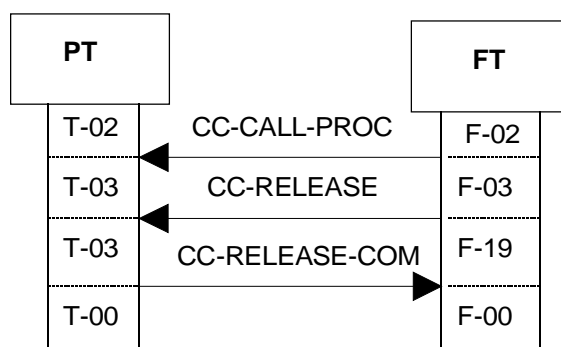 PT FT
T-02 CC-CALL-PROC F-02
T-03 CC-RELEASE F-03
T-03 CC-RELEASE-COM F-19
T-00 F-00